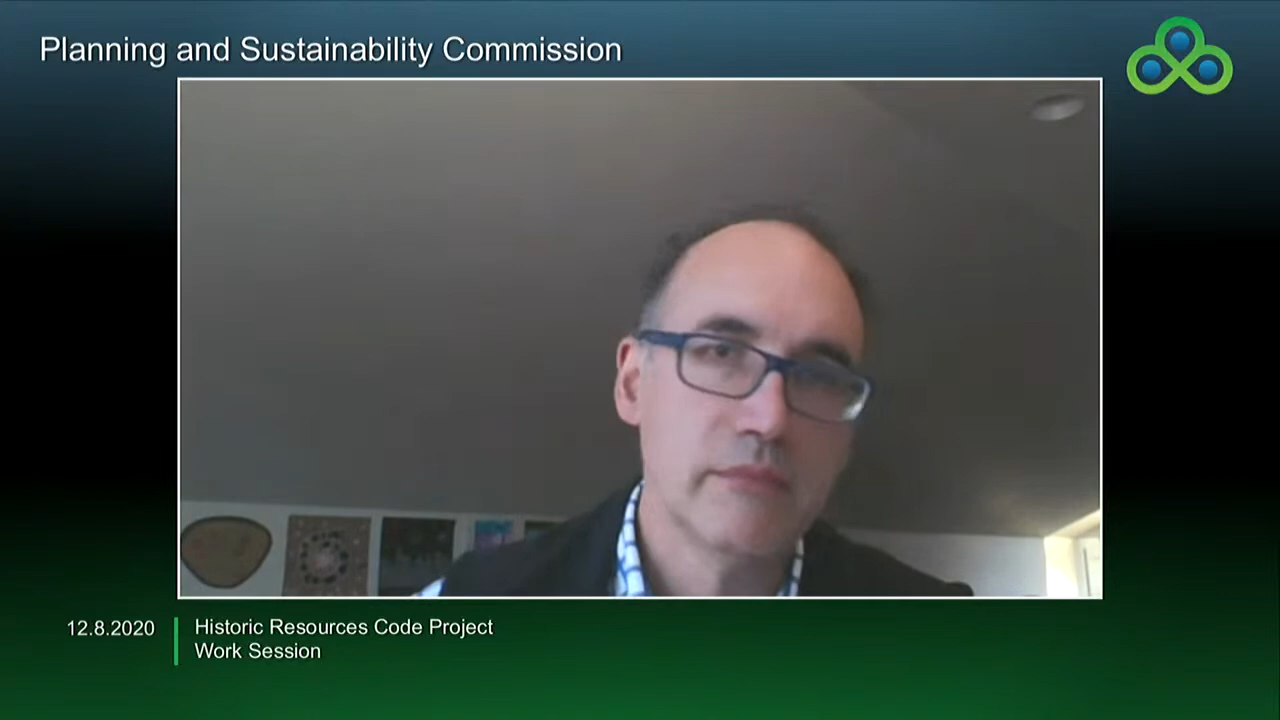 Planning and Sustainability Commission
12.8.2020
Historic Resources Code Project
Work Session